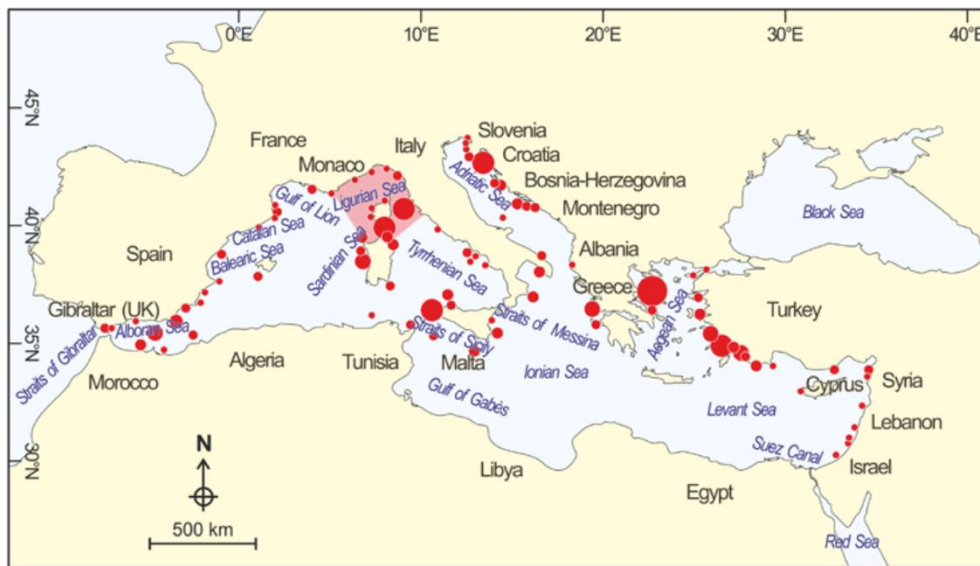 0°E
10°E
20°E
30°E
40°E
45°N
40°N
35°N
30°N
France
Monaco
Italy
Slovenia
Croatia
Bosnia-Herzegovina
Montenegro
Albania
Greece
Turkey
Spain
Gibraltar (UK)
Morocco
Algeria
Tunisia
Malta
Libya
Egypt
Cyprus
Syria
Lebanon
Israel
Gulf of Lion
Ligurian Sea
Adriatic Sea
Black Sea
Catalan Sea
Balearic Sea
Sardinian Sea
Tyrrhenian Sea
Alboran Sea
Straits of Gibraltar
Straits of Sicily
Straits of Messina
Aegean Sea
Ionian Sea
Gulf of Gabès
Levant Sea
Suez Canal
Red Sea
N
500 km